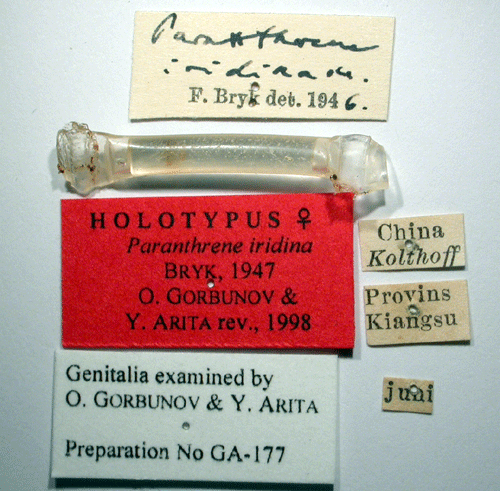 Paranthrene
iridina m.
F. Bryk det. 1946.
HOLOTYPUS ♀
Paranthrene iridina
BRYK, 1947
O. GORBUNOV &
Y. ARITA rev., 1998
China
Kolthoff
Provins
Kiangsu
juni
Genitalia examined by
O. GORBUNOV & Y. ARITA
Preparation No GA-177